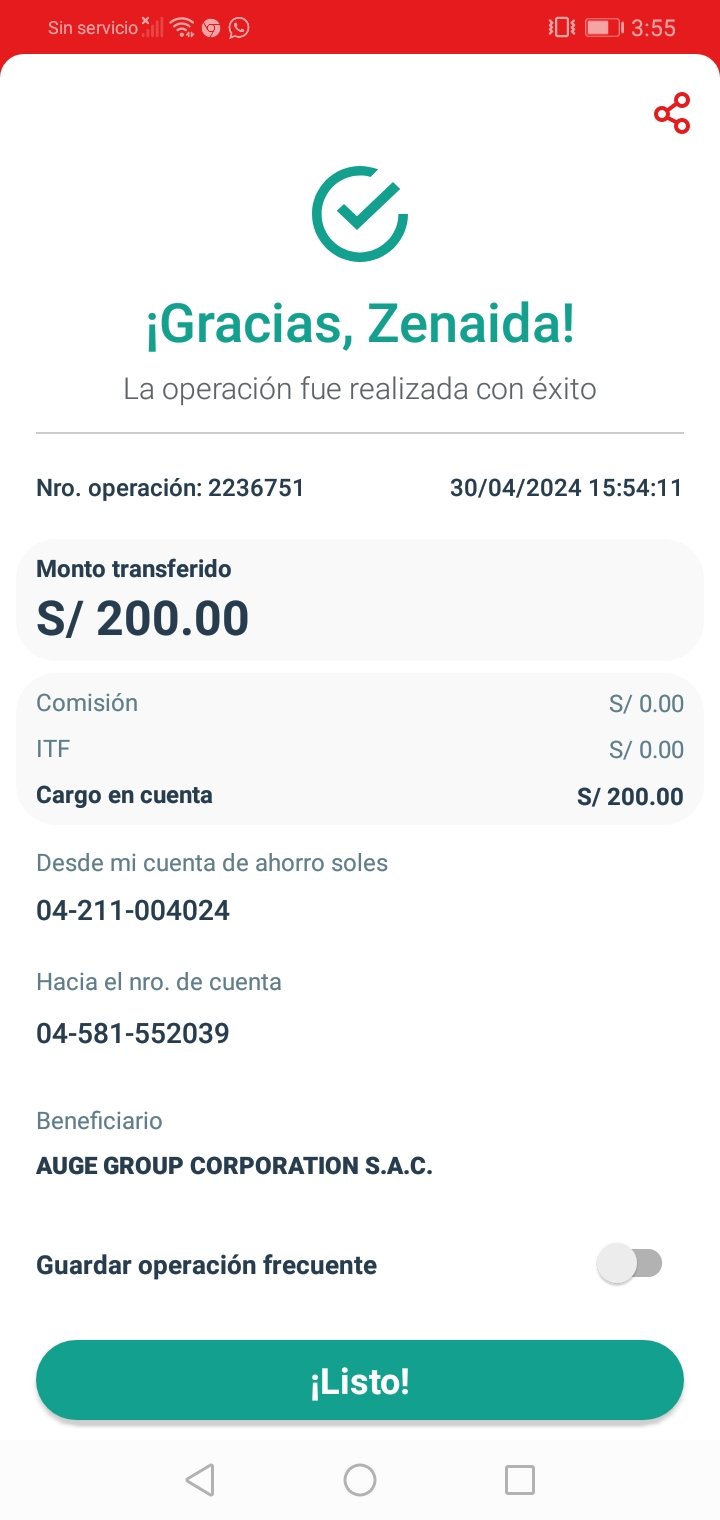 Sin servicio 3:55
¡Gracias, Zenaida!
La operación fue realizada con éxito
Nro. operación: 2236751 30/04/2024 15:54:11
Monto transferido
S/ 200.00
Comisión S/ 0.00
ITF S/ 0.00
Cargo en cuenta S/ 200.00
Desde mi cuenta de ahorro soles
04-211-004024
Hacia el nro. de cuenta
04-581-552039
Beneficiario
AUGE GROUP CORPORATION S.A.C.
Guardar operación frecuente
¡Listo!